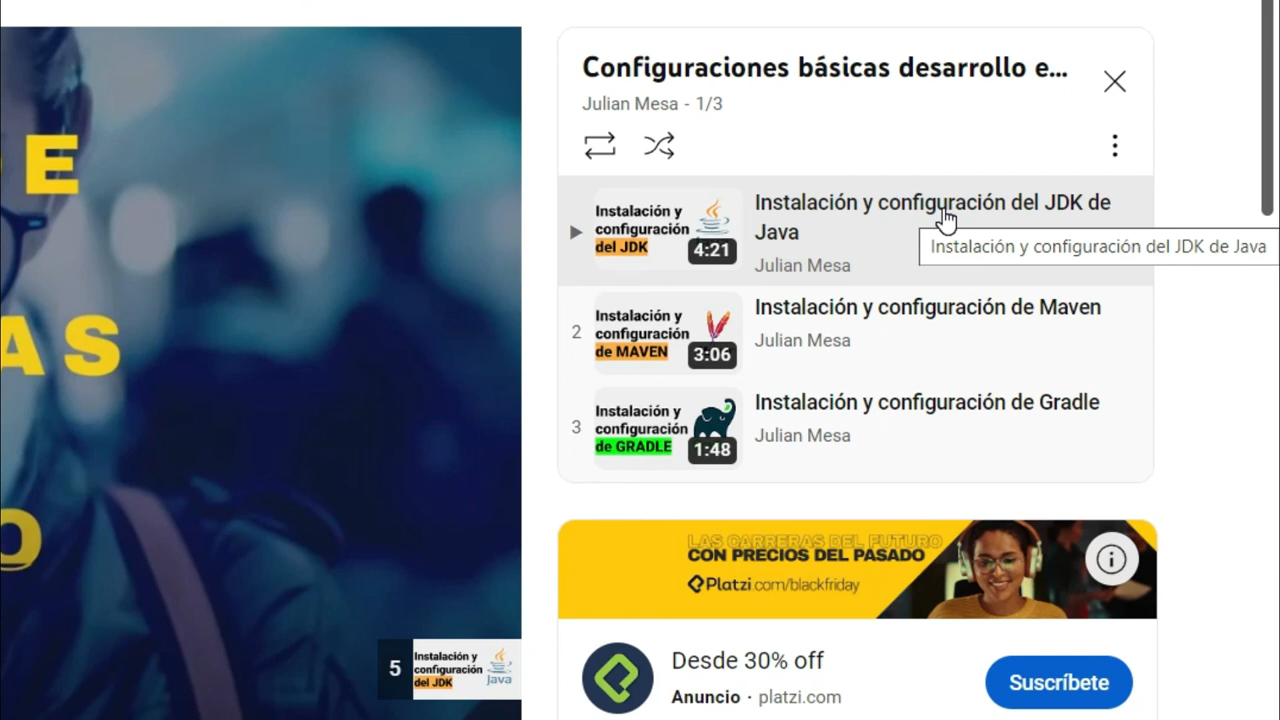 DE
AS
O
5
Instalación y
configuración
del JDK
Java
Configuraciones básicas desarrollo e...
Julian Mesa - 1/3
Instalación y
configuración
del JDK
4:21
Instalación y configuración del JDK de
Java
Julian Mesa
Instalación y configuración del JDK de Java
2
Instalación y
configuración
de MAVEN
3:06
Instalación y configuración de Maven
Julian Mesa
3
Instalación y
configuración
de GRADLE
1:48
Instalación y configuración de Gradle
Julian Mesa
LAS CARRERAS DEL FUTURO
CON PRECIOS DEL PASADO
Platzi.com/blackfriday
Desde 30% off
Anuncio · platzi.com
Suscríbete